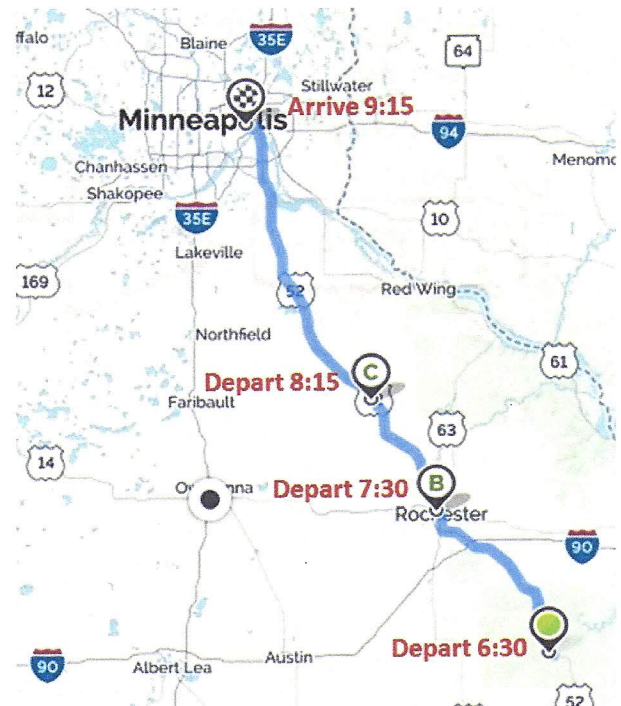 ffalo
Blaine
35E
64
12
Stillwater
Arrive 9:15
Minneapolis
94
Chanhassen
Menomo
Shakopee
10
35E
Lakeville
169
52
Red Wing
Northfield
61
C
Depart 8:15
Faribault
63
14
B
Depart 7:30
Rochester
90
Depart 6:30
Austin
90
Albert Lea
52